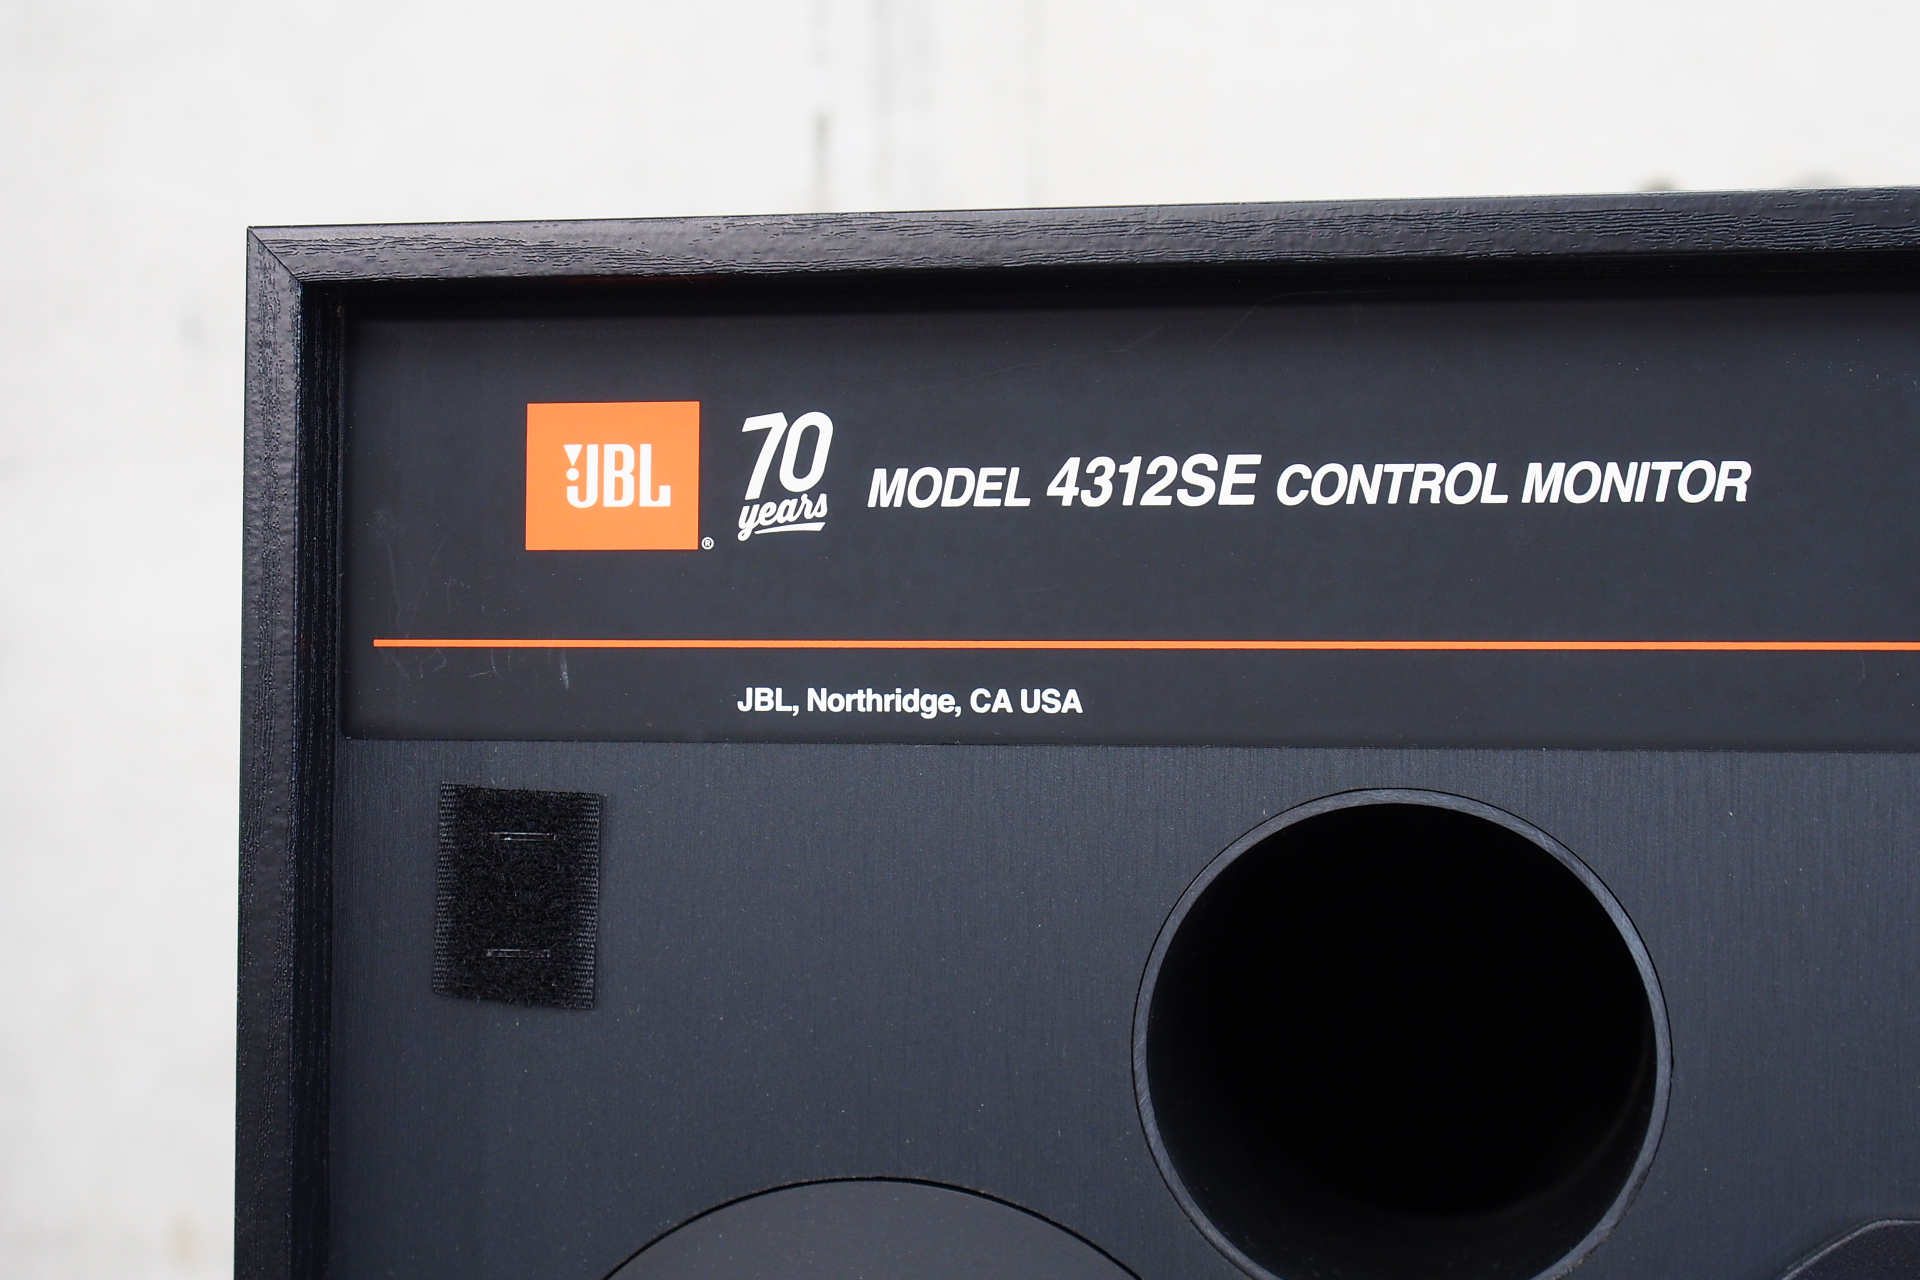 JBL ® 70 years MODEL 4312SE CONTROL MONITOR
JBL, Northridge, CA USA